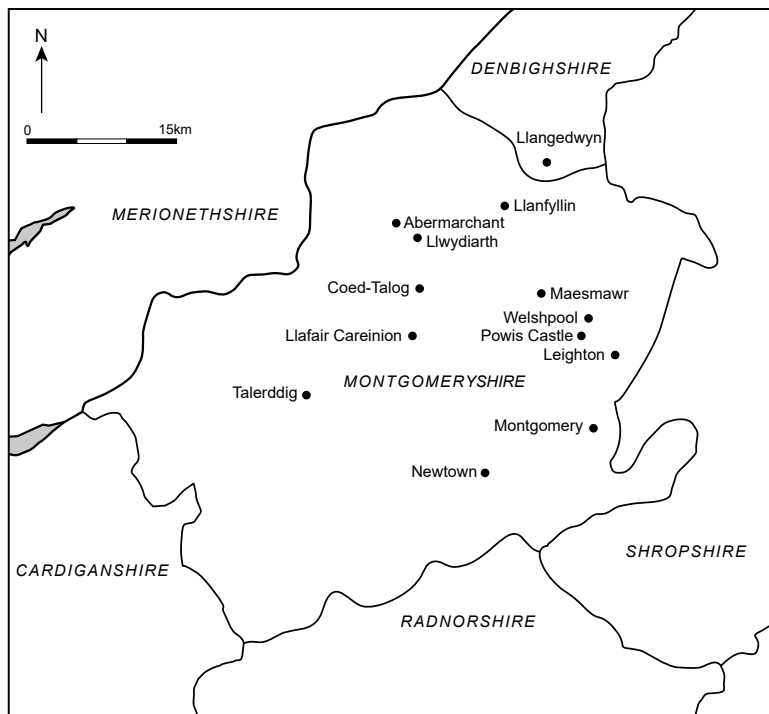 N
DENBIGHSHIRE
0 15km
Llangedwyn
MERIONETHSHIRE
Llanfyllin
Abermarchant
Llwydiarth
Coed-Talog
Maesmawr
Welshpool
Llafair Careinion
Powis Castle
Leighton
MONTGOMERYSHIRE
Talerddig
Montgomery
Newtown
SHROPSHIRE
CARDIGANSHIRE
RADNORSHIRE